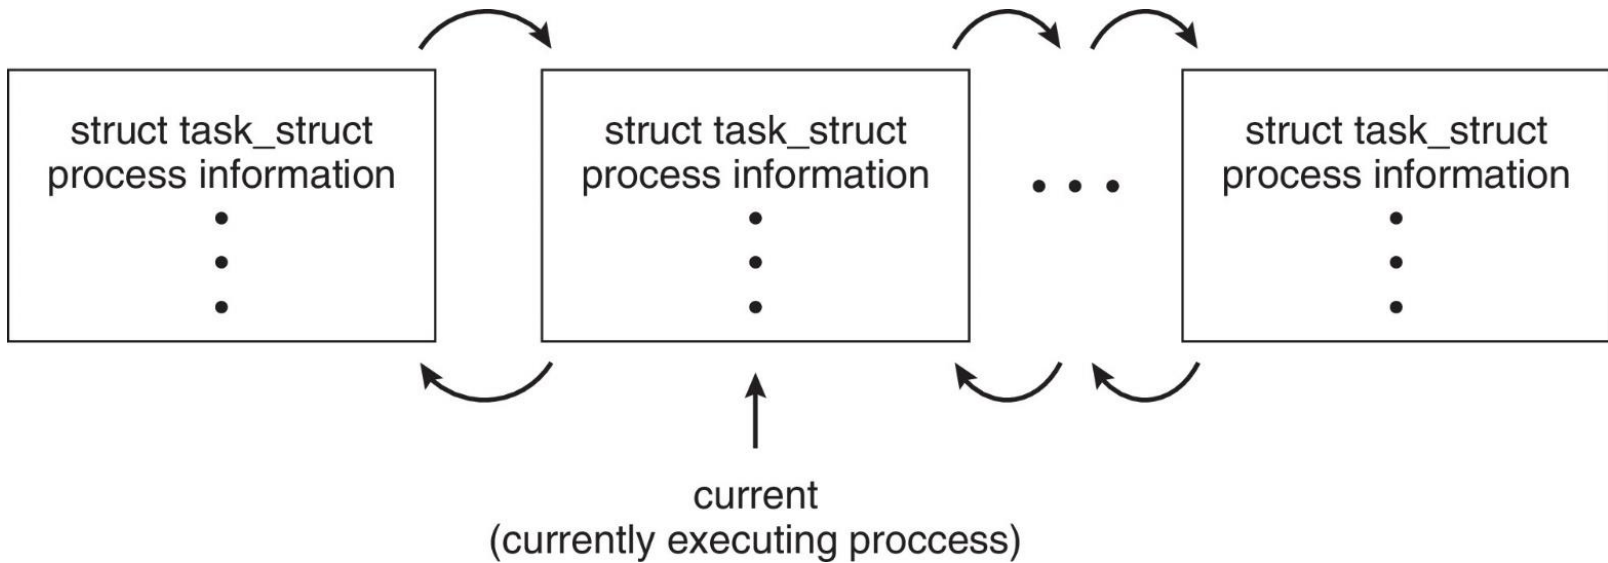 struct task_struct
process information
struct task_struct
process information
struct task_struct
process information
current
(currently executing proccess)